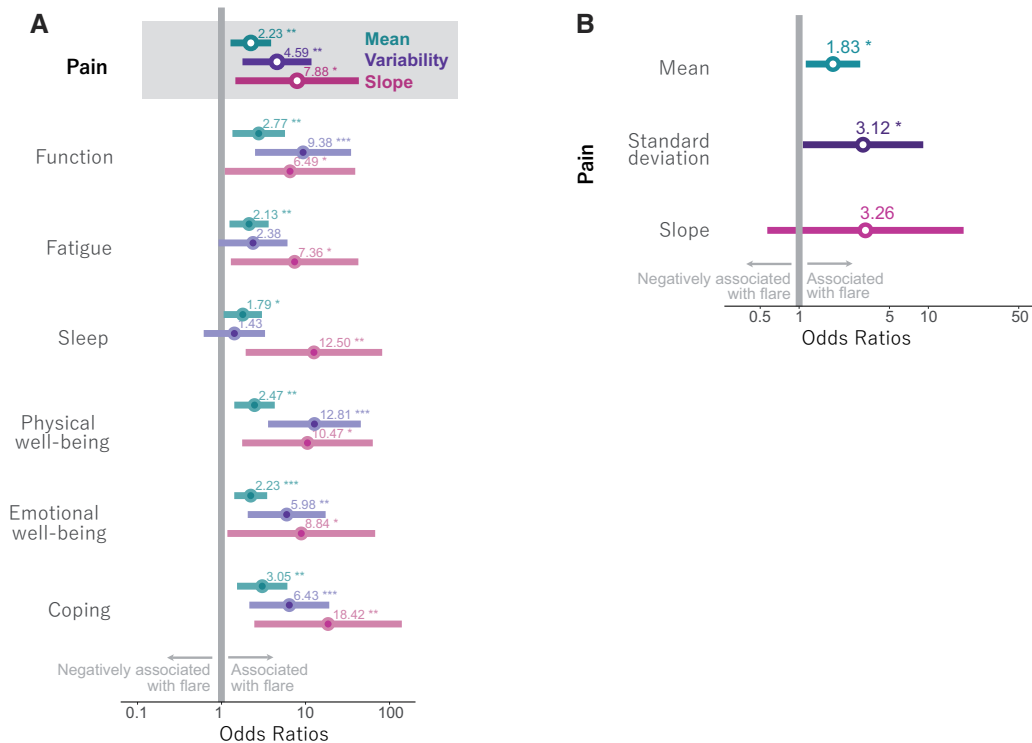 A
Pain
2.23 **
4.59 **
7.88 *
Mean
Variability
Slope
Function
2.77 **
9.38 ***
6.49 *
Fatigue
2.13 **
2.38
7.36 *
Sleep
1.79 *
1.43
12.50 **
Physical
well-being
2.47 **
12.81 ***
10.47 *
Emotional
well-being
2.23 ***
5.98 **
8.84 *
Coping
3.05 **
6.43 ***
18.42 **
Negatively associated
with flare
Associated
with flare
0.1 1 10 100
Odds Ratios
B
Pain
Mean
1.83 *
Standard
deviation
3.12 *
Slope
3.26
Negatively associated
with flare
Associated
with flare
0.5 1 5 10 50
Odds Ratios